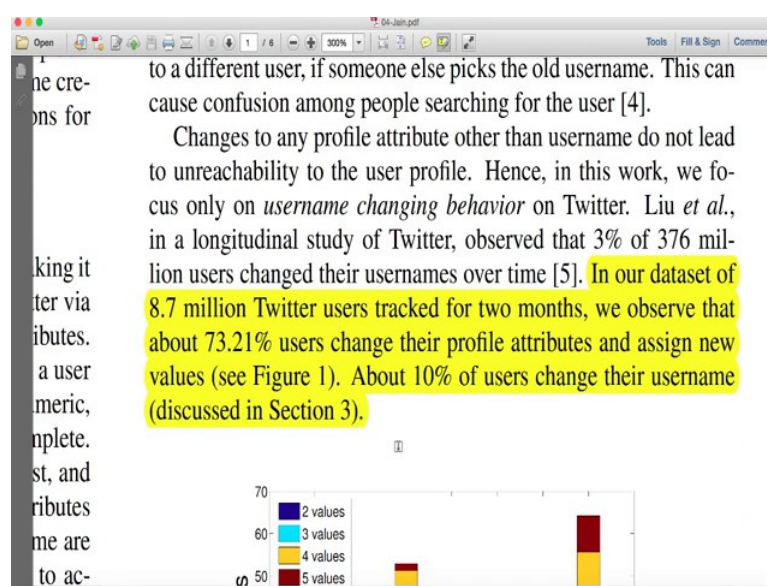 04-Jain.pdf
Open 1 / 6 300% Tools Fill & Sign Commen
me cre-
ons for
king it
ter via
ibutes.
a user
meric,
nplete.
st, and
ributes
me are
to ac-
to a different user, if someone else picks the old username. This can
cause confusion among people searching for the user [4].
Changes to any profile attribute other than username do not lead
to unreachability to the user profile. Hence, in this work, we fo-
cus only on username changing behavior on Twitter. Liu et al.,
in a longitudinal study of Twitter, observed that 3% of 376 mil-
lion users changed their usernames over time [5]. In our dataset of
8.7 million Twitter users tracked for two months, we observe that
about 73.21% users change their profile attributes and assign new
values (see Figure 1). About 10% of users change their username
(discussed in Section 3).
70
60
50
2 values
3 values
4 values
5 values